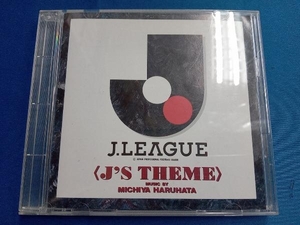 J.LEAGUE
〈J'S THEME〉
MUSIC BY
MICHIYA HARUHATA